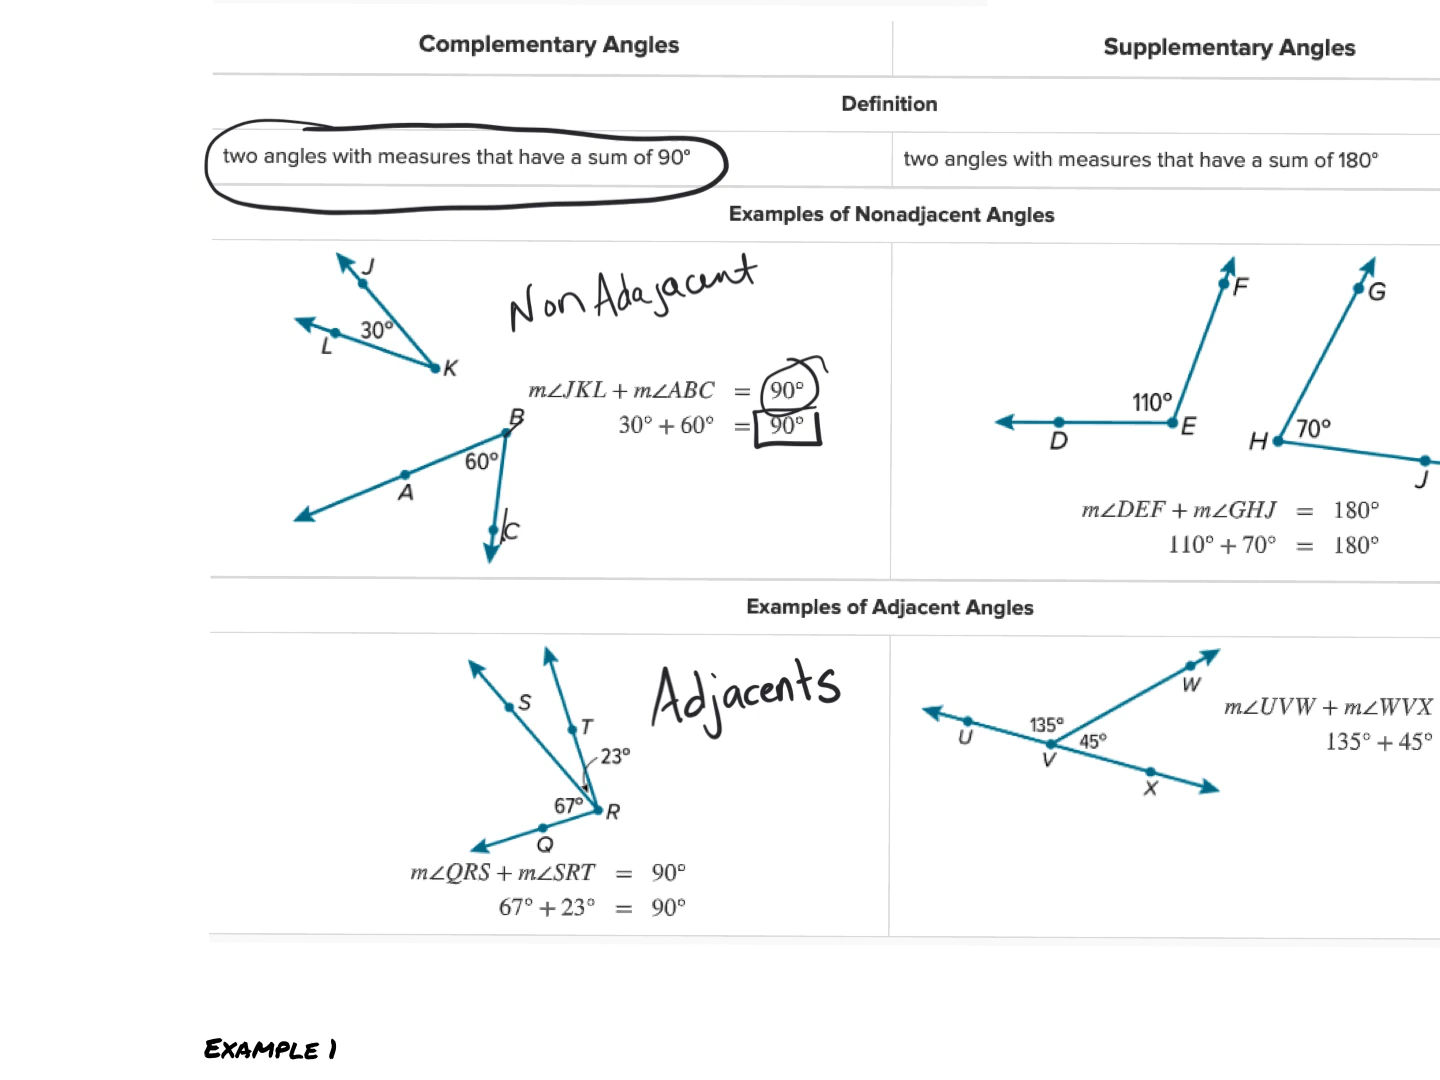 Complementary Angles
Supplementary Angles
Definition
two angles with measures that have a sum of 90°
two angles with measures that have a sum of 180°
Examples of Nonadjacent Angles
J
30°
L
K
Non Adajacent
m∠JKL + m∠ABC = 90°
30° + 60° = 90°
B
60°
A
C
F
G
110°
D
E
H
70°
J
m∠DEF + m∠GHJ = 180°
110° + 70° = 180°
Examples of Adjacent Angles
S
T
23°
67°
R
Q
Adjacents
m∠QRS + m∠SRT = 90°
67° + 23° = 90°
W
135°
45°
U
V
X
m∠UVW + m∠WVX
135° + 45°
EXAMPLE 1